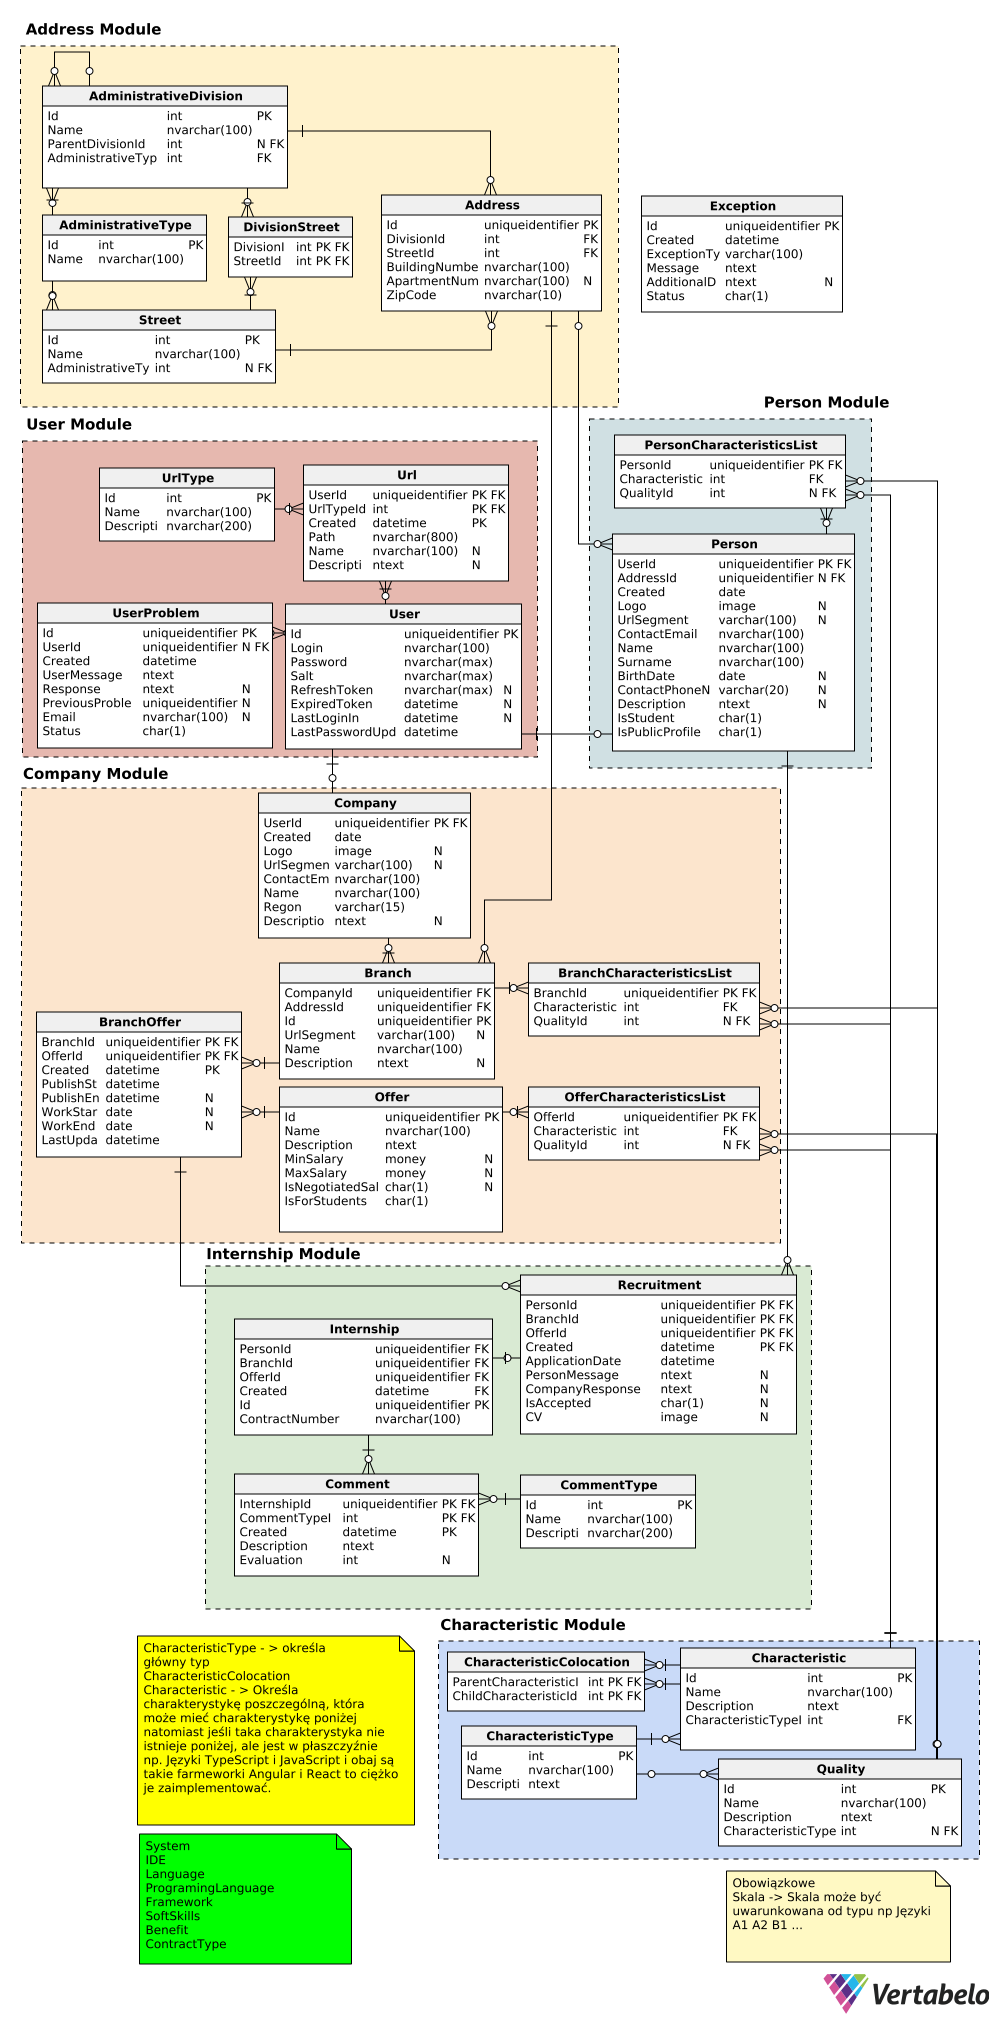 Address Module
AdministrativeDivision
Id int PK
Name nvarchar(100)
ParentDivisionId int N FK
AdministrativeTyp int FK
AdministrativeType
Id int PK
Name nvarchar(100)
DivisionStreet
DivisionI int PK FK
StreetId int PK FK
Address
Id uniqueidentifier PK
DivisionId int FK
StreetId int FK
BuildingNumbe nvarchar(100)
ApartmentNum nvarchar(100) N
ZipCode nvarchar(10)
Exception
Id uniqueidentifier PK
Created datetime
ExceptionTy varchar(100)
Message ntext
AdditionalD ntext N
Status char(1)
Street
Id int PK
Name nvarchar(100)
AdministrativeTy int N FK
Person Module
PersonCharacteristicsList
PersonId uniqueidentifier PK FK
Characteristic int FK
QualityId int N FK
Person
UserId uniqueidentifier PK FK
AddressId uniqueidentifier N FK
Created date
Logo image N
UrlSegment varchar(100) N
ContactEmail nvarchar(100)
Name nvarchar(100)
Surname nvarchar(100)
BirthDate date N
ContactPhoneN varchar(20) N
Description ntext N
IsStudent char(1)
IsPublicProfile char(1)
User Module
UrlType
Id int PK
Name nvarchar(100)
Descripti nvarchar(200)
Url
UserId uniqueidentifier PK FK
UrlTypeId int PK FK
Created datetime PK
Path nvarchar(800)
Name nvarchar(100) N
Descripti ntext N
UserProblem
Id uniqueidentifier PK
UserId uniqueidentifier N FK
Created datetime
UserMessage ntext
Response ntext N
PreviousProble uniqueidentifier N
Email nvarchar(100) N
Status char(1)
User
Id uniqueidentifier PK
Login nvarchar(100)
Password nvarchar(max)
Salt nvarchar(max)
RefreshToken nvarchar(max) N
ExpiredToken datetime N
LastLoginIn datetime N
LastPasswordUpd datetime
Company Module
Company
UserId uniqueidentifier PK FK
Created date
Logo image N
UrlSegmen varchar(100) N
ContactEm nvarchar(100)
Name nvarchar(100)
Regon varchar(15)
Descriptio ntext N
Branch
CompanyId uniqueidentifier FK
AddressId uniqueidentifier FK
Id uniqueidentifier PK
UrlSegment varchar(100) N
Name nvarchar(100)
Description ntext N
BranchCharacteristicsList
BranchId uniqueidentifier PK FK
Characteristic int FK
QualityId int N FK
BranchOffer
BranchId uniqueidentifier PK FK
OfferId uniqueidentifier PK FK
Created datetime PK
PublishSt datetime
PublishEn datetime N
WorkStar date N
WorkEnd date N
LastUpda datetime
Offer
Id uniqueidentifier PK
Name nvarchar(100)
Description ntext
MinSalary money N
MaxSalary money N
IsNegotiatedSal char(1) N
IsForStudents char(1)
OfferCharacteristicsList
OfferId uniqueidentifier PK FK
Characteristic int FK
QualityId int N FK
Internship Module
Recruitment
PersonId uniqueidentifier PK FK
BranchId uniqueidentifier PK FK
OfferId uniqueidentifier PK FK
Created datetime PK FK
ApplicationDate datetime
PersonMessage ntext N
CompanyResponse ntext N
IsAccepted char(1) N
CV image N
Internship
PersonId uniqueidentifier FK
BranchId uniqueidentifier FK
OfferId uniqueidentifier FK
Created datetime FK
Id uniqueidentifier PK
ContractNumber nvarchar(100)
Comment
InternshipId uniqueidentifier PK FK
CommentTypeI int PK FK
Created datetime PK
Description ntext
Evaluation int N
CommentType
Id int PK
Name nvarchar(100)
Descripti nvarchar(200)
Characteristic Module
CharacteristicColocation
ParentCharacteristicI int PK FK
ChildCharacteristicId int PK FK
Characteristic
Id int PK
Name nvarchar(100)
Description ntext
CharacteristicTypeI int FK
CharacteristicType
Id int PK
Name nvarchar(100)
Descripti ntext
Quality
Id int PK
Name nvarchar(100)
Description ntext
CharacteristicType int N FK
CharacteristicType - > określa
główny typ
CharacteristicColocation
Characteristic - > Określa
charakterystykę poszczególną, która
może mieć charakterystykę poniżej
natomiast jeśli taka charakterystyka nie
istnieje poniżej, ale jest w płaszczyźnie
np. Języki TypeScript i JavaScript i obaj są
takie farmeworki Angular i React to ciężko
je zaimplementować.
System
IDE
Language
ProgramingLanguage
Framework
SoftSkills
Benefit
ContractType
Obowiązkowe
Skala -> Skala może być
uwarunkowana od typu np Języki
A1 A2 B1 ...
Vertabelo